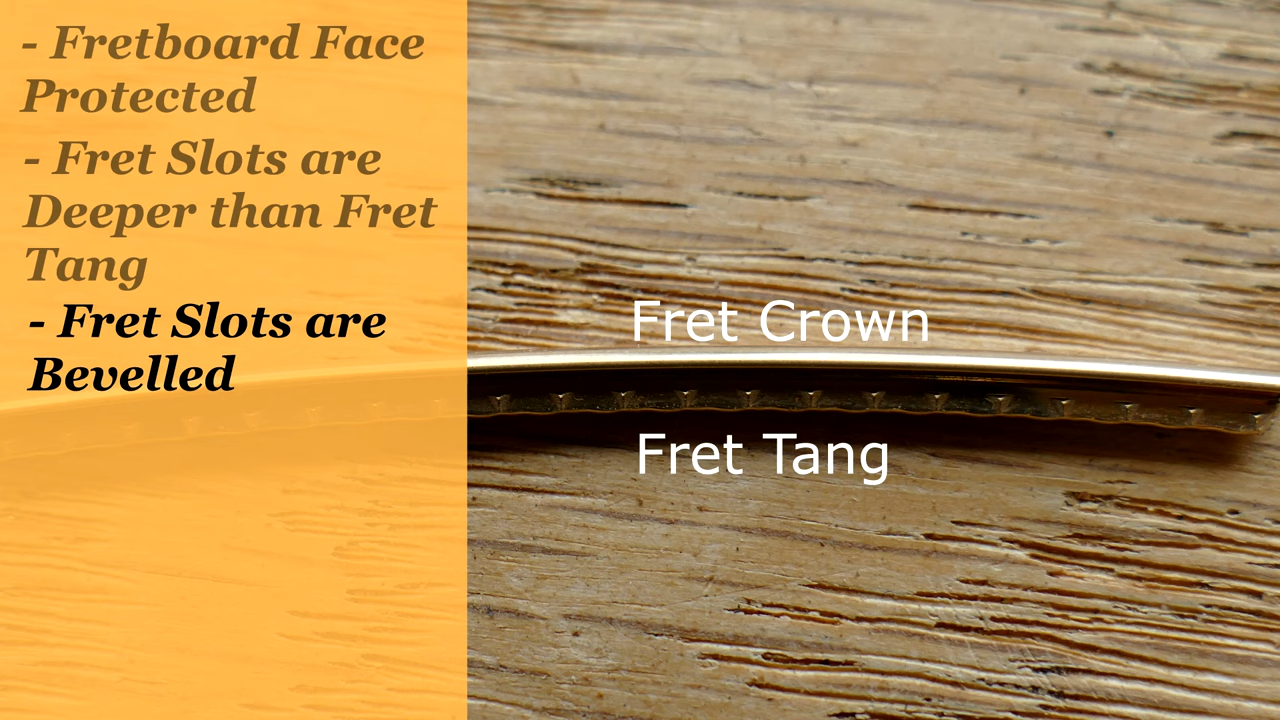 - Fretboard Face
Protected
- Fret Slots are
Deeper than Fret
Tang
- Fret Slots are
Bevelled
Fret Crown
Fret Tang